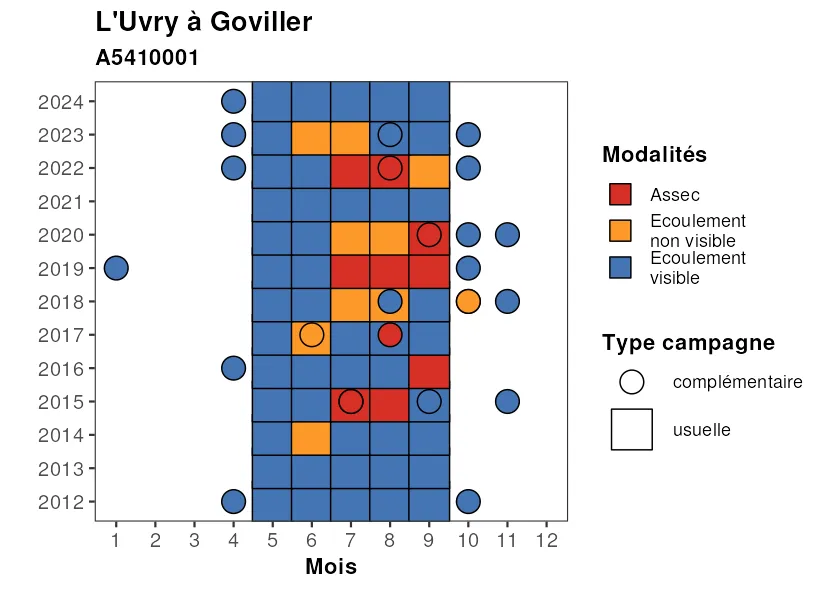 L'Uvry à Goviller
A5410001
2024
2023
2022
2021
2020
2019
2018
2017
2016
2015
2014
2013
2012
1 2 3 4 5 6 7 8 9 10 11 12
Mois
Modalités
Assec
Ecoulement
non visible
Ecoulement
visible
Type campagne
complémentaire
usuelle